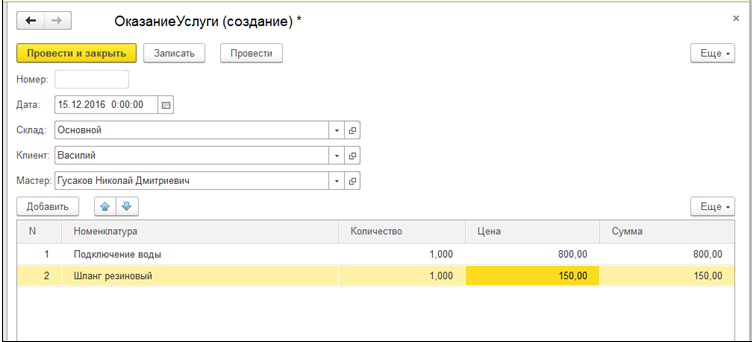 ОказаниеУслуги (создание) *
Провести и закрыть Записать Провести Еще
Номер:
Дата: 15.12.2016 0:00:00
Склад: Основной
Клиент: Василий
Мастер: Гусаков Николай Дмитриевич
Добавить Еще
N Номенклатура Количество Цена Сумма
1 Подключение воды 1,000 800,00 800,00
2 Шланг резиновый 1,000 150,00 150,00